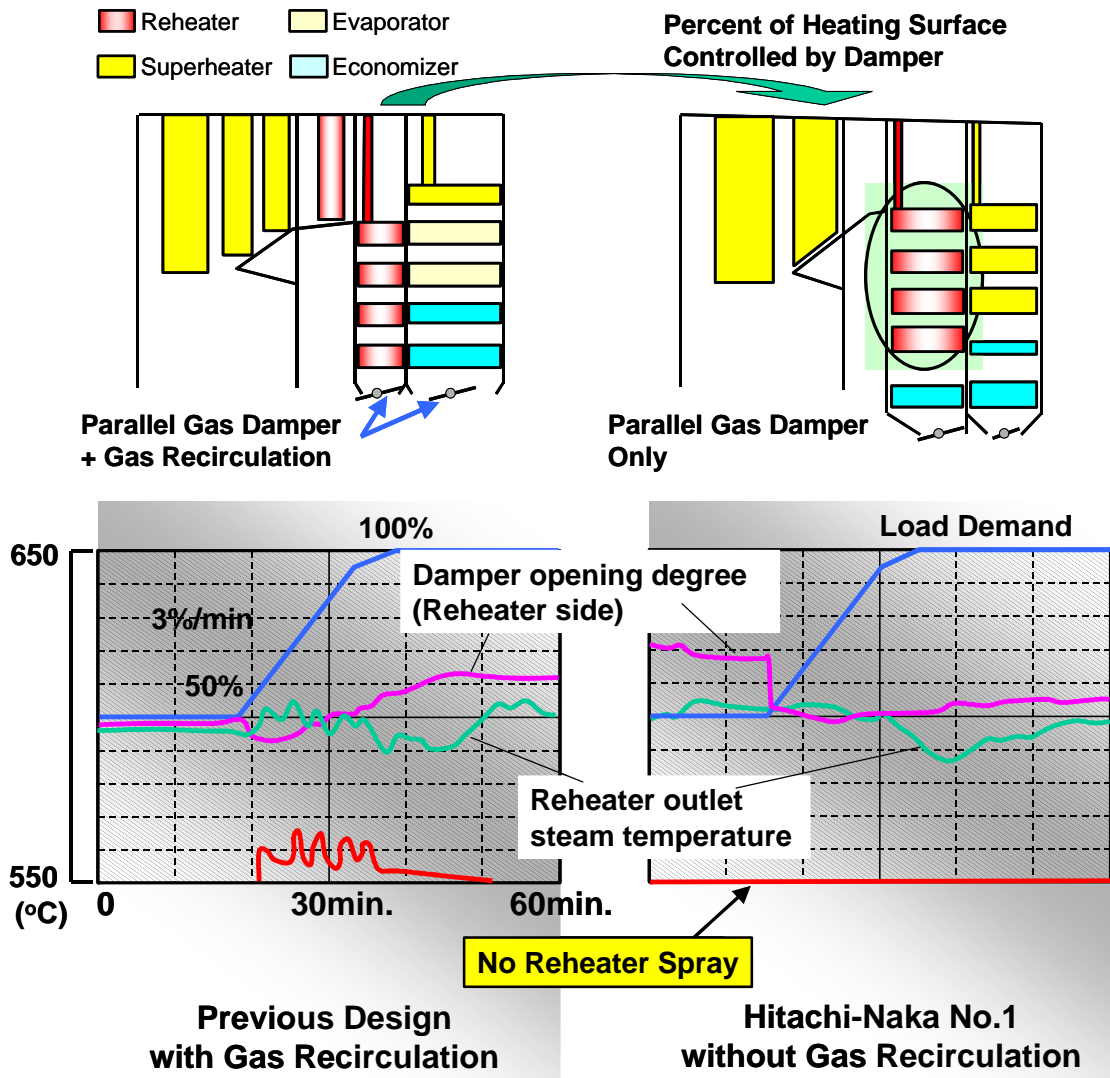 Reheater
Evaporator
Superheater
Economizer
Percent of Heating Surface
Controlled by Damper
Parallel Gas Damper
+ Gas Recirculation
Parallel Gas Damper
Only
100%
Load Demand
650
Damper opening degree
(Reheater side)
3%/min
50%
Reheater outlet
steam temperature
550
(°C)
0
30min.
60min.
No Reheater Spray
Previous Design
with Gas Recirculation
Hitachi-Naka No.1
without Gas Recirculation